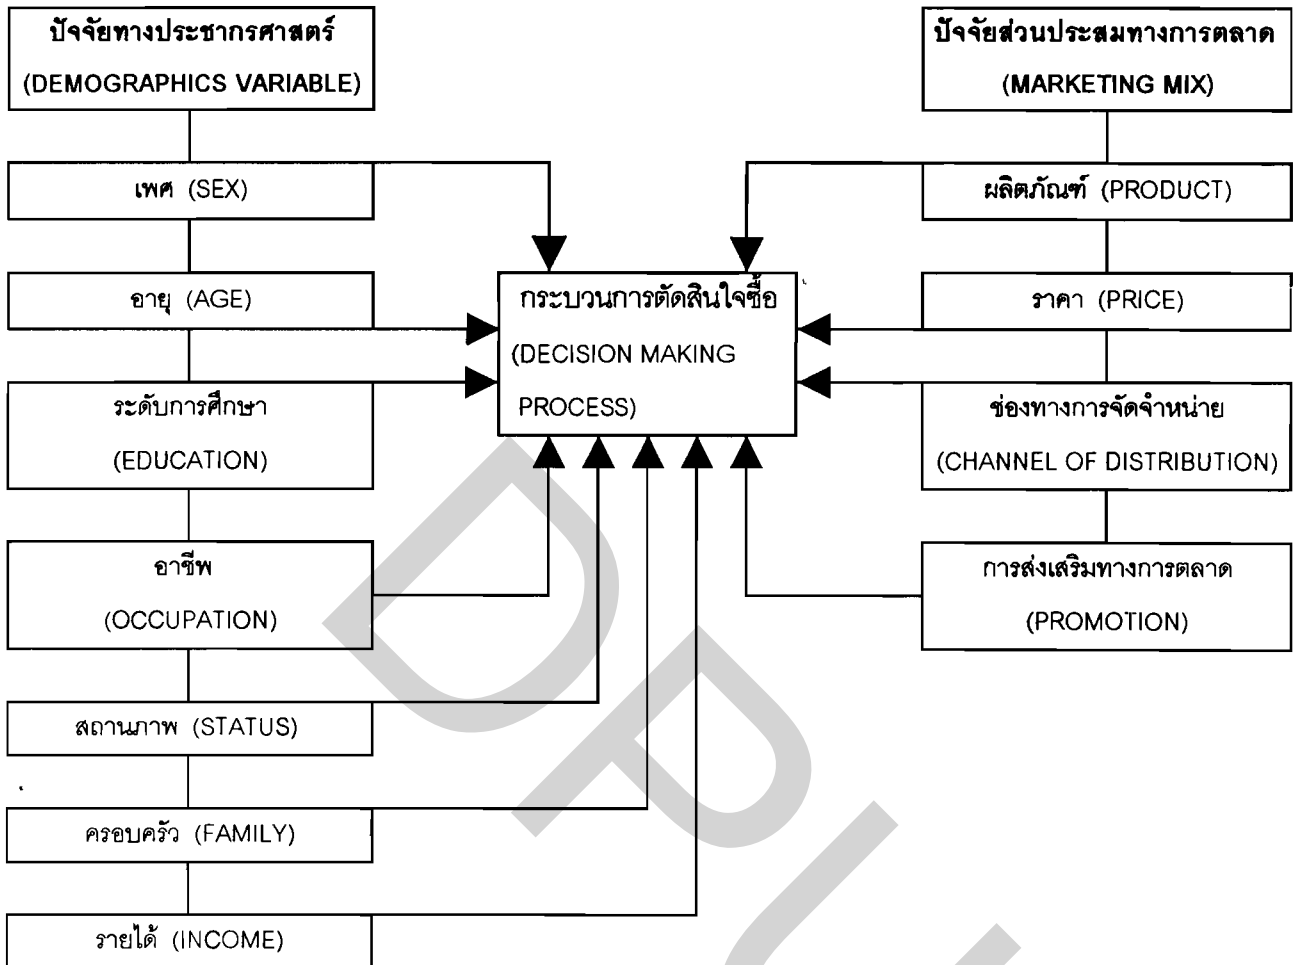 ปัจจัยทางประชากรศาสตร์
(DEMOGRAPHICS VARIABLE)
เพศ (SEX)
อายุ (AGE)
ระดับการศึกษา
(EDUCATION)
อาชีพ
(OCCUPATION)
สถานภาพ (STATUS)
ครอบครัว (FAMILY)
รายได้ (INCOME)
กระบวนการตัดสินใจซื้อ
(DECISION MAKING
PROCESS)
ปัจจัยส่วนประสมทางการตลาด
(MARKETING MIX)
ผลิตภัณฑ์ (PRODUCT)
ราคา (PRICE)
ช่องทางการจัดจำหน่าย
(CHANNEL OF DISTRIBUTION)
การส่งเสริมทางการตลาด
(PROMOTION)
DPU